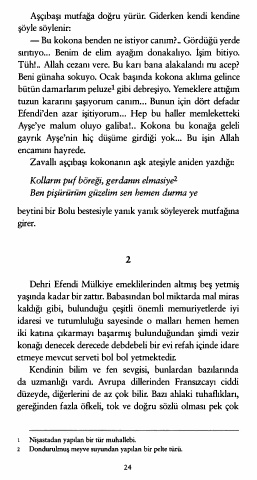 Aşçıbaşı mutfağa doğru yürür. Giderken kendi kendine
şöyle söylenir:
— Bu kokona benden ne istiyor canım?.. Gördüğü yerde
sırıtıyo... Benim de elim ayağım donakalıyo. İşim bitiyo.
Tüh!.. Allah cezanı vere. Bu karı bana alakalandı mı acep?
Beni günaha sokuyo. Ocak başında kokona aklıma gelince
bütün damarlarım peluze¹ gibi debreşiyo. Yemeklere attığım
tuzun kararını şaşıyorum canım... Bunun için dört defadır
Efendi'den azar işitiyorum... Hep bu haller memleketteki
Ayşe'ye malum oluyo galiba!.. Kokona bu konağa geleli
gayrık Ayşe'nin hiç düşüme girdiği yok... Bu işin Allah
encamını hayrede.
Zavallı aşçıbaşı kokonanın aşk ateşiyle aniden yazdığı:
Kolların puf böreği, gerdanın elmasiye²
Ben pişürürüm güzelim sen hemen durma ye
beytini bir Bolu bestesiyle yanık yanık söyleyerek mutfağına
girer.
2
Dehri Efendi Mülkiye emeklilerinden altmış beş yetmiş
yaşında kadar bir zattır. Babasından bol miktarda mal miras
kaldığı gibi, bulunduğu çeşitli önemli memuriyetlerde iyi
idaresi ve tutumluluğu sayesinde o malları hemen hemen
iki katına çıkarmayı başarmış bulunduğundan şimdi vezir
konağı denecek derecede debdebeli bir evi refah içinde idare
etmeye mevcut serveti bol bol yetmektedir.
Kendinin bilim ve fen sevgisi, bunlardan bazılarında
da uzmanlığı vardı. Avrupa dillerinden Fransızcayı ciddi
düzeyde, diğerlerini de az çok bilir. Bazı ahlaki tuhaflıkları,
gereğinden fazla öfkeli, tok ve doğru sözlü olması pek çok
1 Nişastadan yapılan bir tür muhallebi.
2 Dondurulmuş meyve suyundan yapılan bir pelte türü.
24